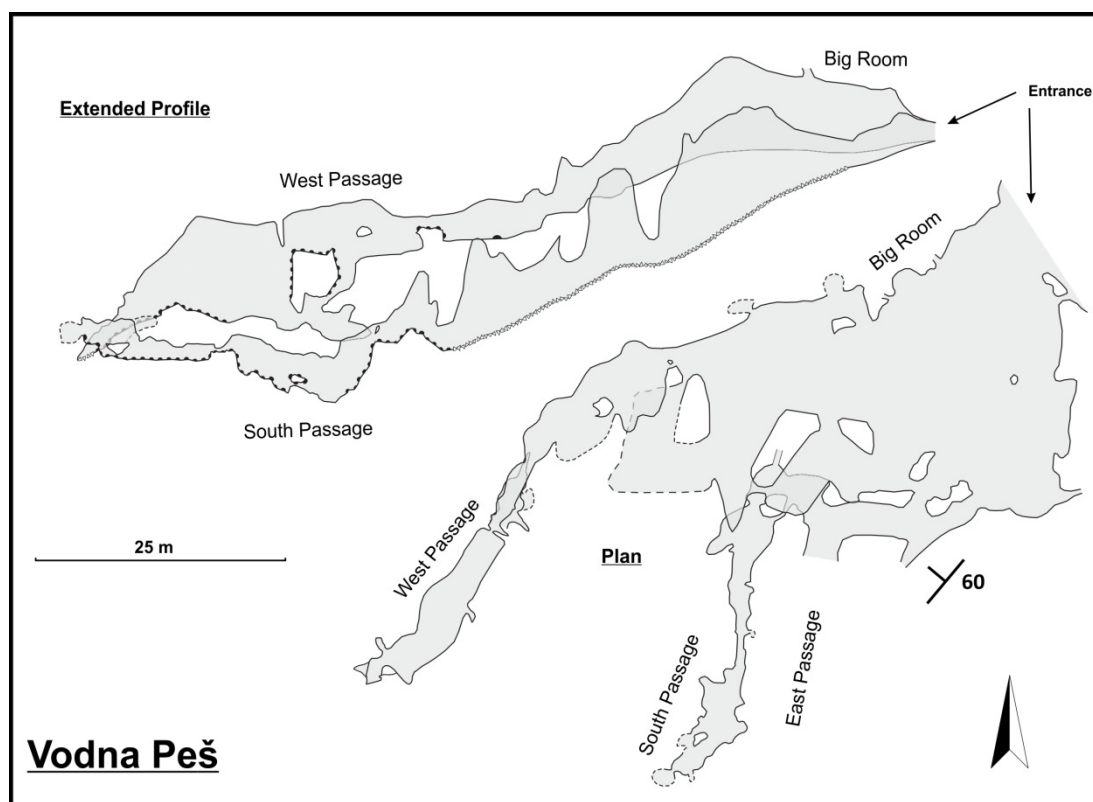 Big Room
Entrance
Extended Profile
West Passage
Big Room
South Passage
25 m
West Passage
Plan
60
South Passage
East Passage
Vodna Peš